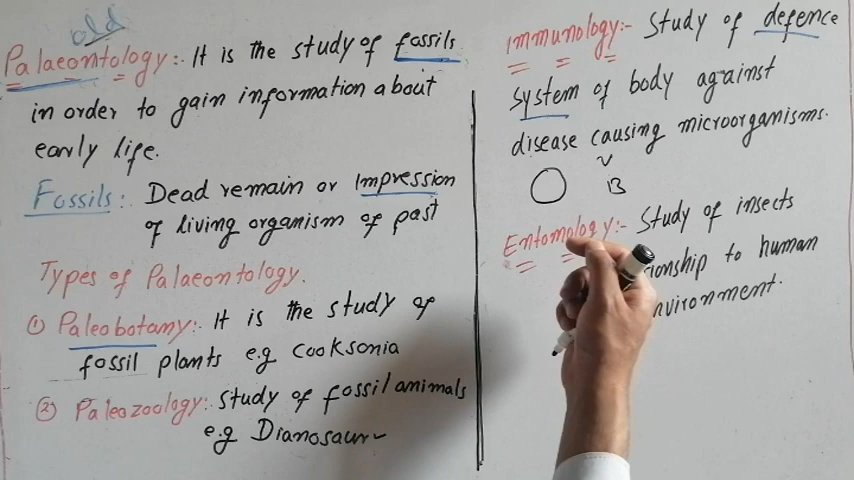 old
Palaeontology:. It is the study of fossils
in order to gain information about
early life.
Fossils:. Dead remain or Impression
of living organism of past
Types of Palaeontology.
① Paleobotamy:. It is the study of
fossil plants e.g Cooksonia
② Paleozoology:. Study of fossil animals
e.g Dianosaur
Immunology:- Study of defence
system of body against
disease causing microorganisms.
V
B
Entomology:- Study of insects
to human